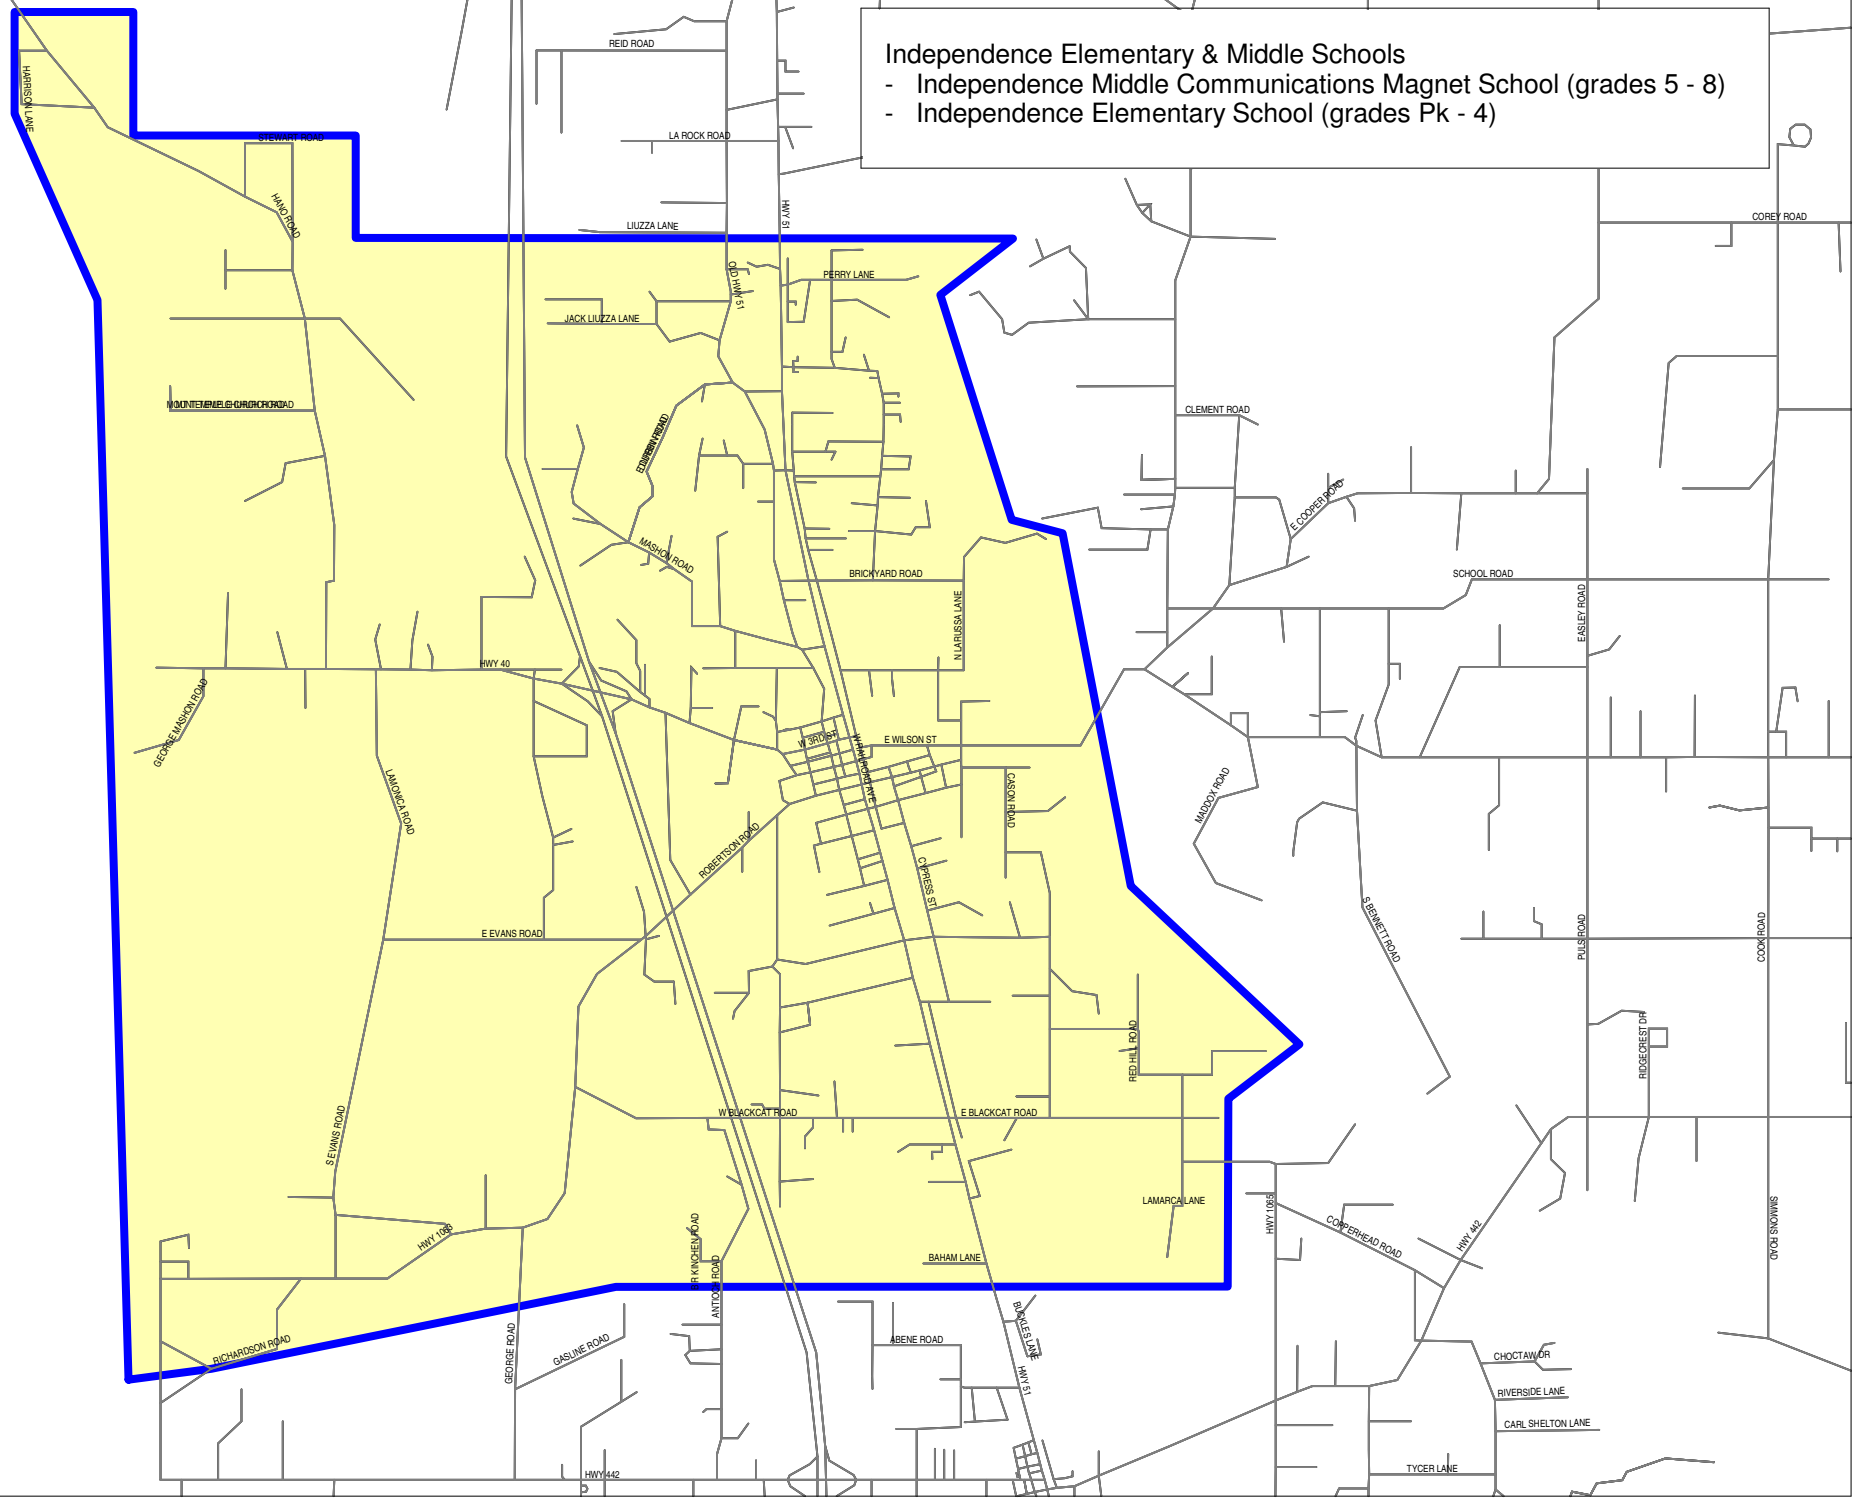 Independence Elementary & Middle Schools
- Independence Middle Communications Magnet School (grades 5 - 8)
- Independence Elementary School (grades Pk - 4)
REID ROAD
HARRISON LANE
STEWART ROAD
LA ROCK ROAD
HANO ROAD
LIUZZA LANE
HWY 51
COREY ROAD
OLD HWY 51
PERRY LANE
JACK LIUZZA LANE
CHURCH ROAD
CLEMENT ROAD
E COOPER ROAD
MASHON ROAD
BRICKYARD ROAD
SCHOOL ROAD
N LARUSSA LANE
EASLEY ROAD
HWY 40
GEORGE MASHON ROAD
W 3RD ST
W RAILROAD AVE
E WILSON ST
LAMONICA ROAD
CASON ROAD
MADDOX ROAD
ROBERTSON ROAD
CYPRESS ST
E EVANS ROAD
S BENNETT ROAD
PULS ROAD
COOK ROAD
RED HILL ROAD
RIDGECREST DR
S EVANS ROAD
W BLACKCAT ROAD
E BLACKCAT ROAD
LAMARCA LANE
HWY 1065
COPPERHEAD ROAD
HWY 442
SIMMONS ROAD
HWY 1063
KINCHEN ROAD
ANTIOCH ROAD
BAHAM LANE
BUCKLES LANE
RICHARDSON ROAD
GEORGE ROAD
GASLINE ROAD
ABENE ROAD
HWY 51
CHOCTAW DR
RIVERSIDE LANE
CARL SHELTON LANE
TYCER LANE
HWY 442